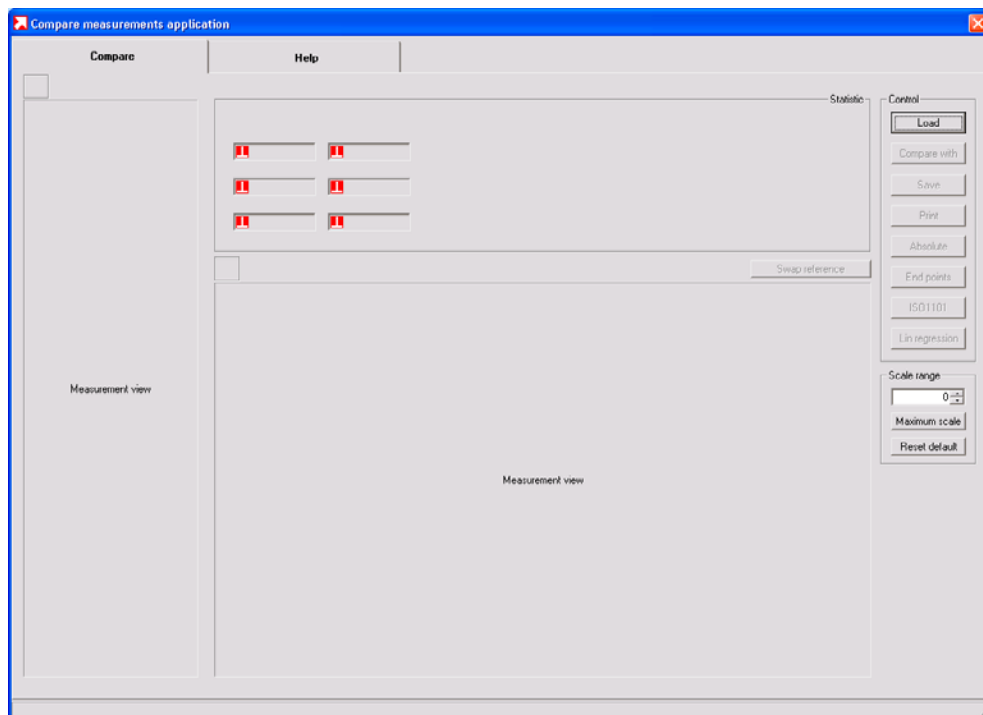 Compare measurements application
Compare
Help
Statistic
Control
Load
Compare with
Save
Print
Absolute
Swap reference
End points
ISO1101
Lin regression
Scale range
0
Maximum scale
Reset default
Measurement view
Measurement view